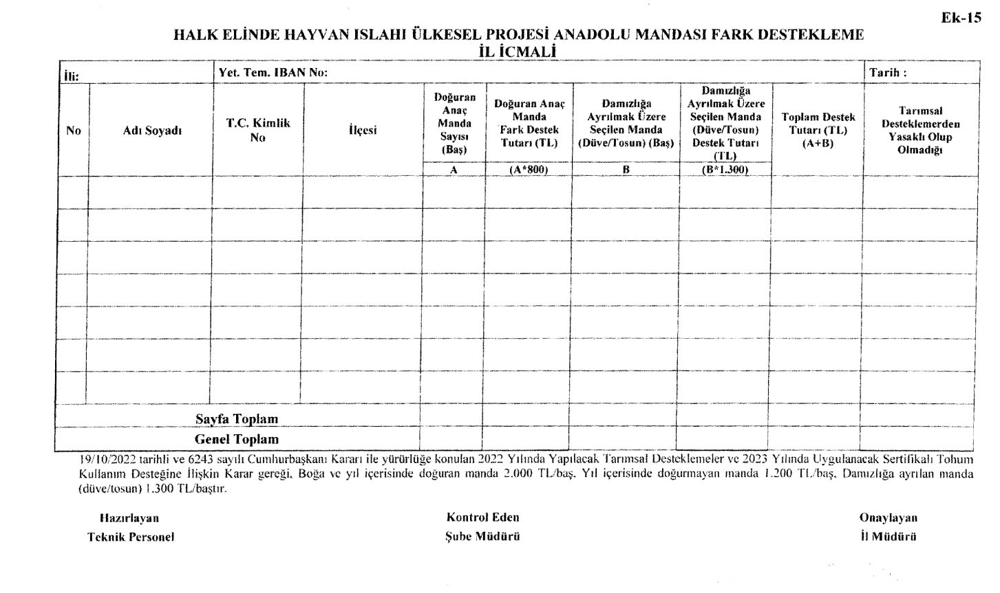 Ek-15
HALK ELİNDE HAYVAN ISLAHI ÜLKESEL PROJESİ ANADOLU MANDASI FARK DESTEKLEME
İL İCMALİ
İli:
Yet. Tem. IBAN No:
Tarih :
No
Adı Soyadı
T.C. Kimlik
No
İlçesi
Doğuran
Anaç
Manda
Sayısı
(Baş)
Doğuran Anaç
Manda
Fark Destek
Tutarı (TL)
Damızlığa
Ayrılmak Üzere
Seçilen Manda
(Düve/Tosun) (Baş)
Damızlığa
Ayrılmak Üzere
Seçilen Manda
(Düve/Tosun)
Destek Tutarı
(TL)
Toplam Destek
Tutarı (TL)
(A+B)
Tarımsal
Desteklemerden
Yasaklı Olup
Olmadığı
A
(A*800)
B
(B*1.300)
Sayfa Toplam
Genel Toplam
19/10/2022 tarihli ve 6243 sayılı Cumhurbaşkanı Kararı ile yürürlüğe konulan 2022 Yılında Yapılacak Tarımsal Desteklemeler ve 2023 Yılında Uygulanacak Sertifikalı Tohum
Kullanım Desteğine İlişkin Karar gereği. Boğa ve yıl içerisinde doğuran manda 2.000 TL/baş. Yıl içerisinde doğurmayan manda 1.200 TL/baş. Damızlığa ayrılan manda
(düve/tosun) 1.300 TL/baştır.
Hazırlayan
Kontrol Eden
Onaylayan
Teknik Personel
Şube Müdürü
İl Müdürü